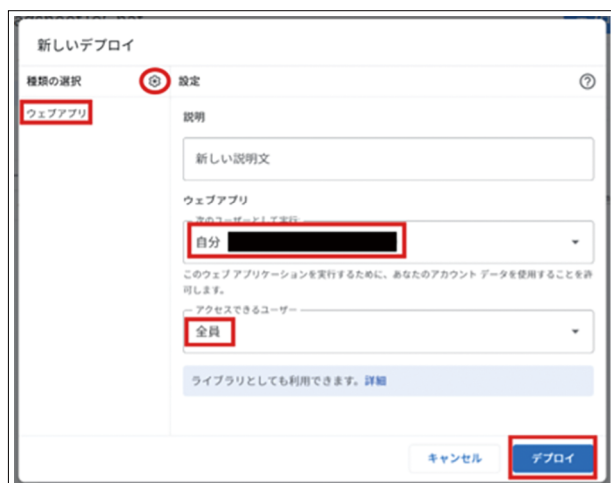 新しいデプロイ
種類の選択
設定
ウェブアプリ
説明
新しい説明文
ウェブアプリ
次のユーザーとして実行:
自分
このウェブ アプリケーションを実行するために、あなたのアカウント データを使用することを許
可します。
アクセスできるユーザー
全員
ライブラリとしても利用できます。詳細
キャンセル
デプロイ